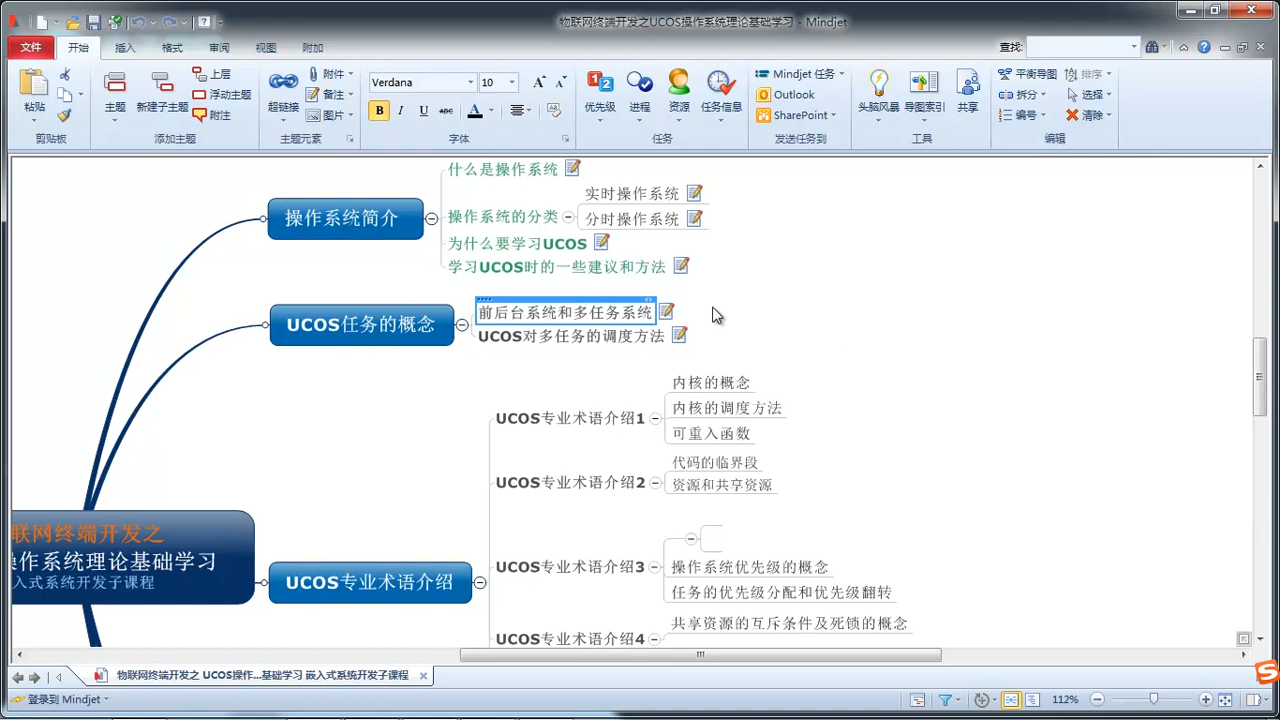 物联网终端开发之UCOS操作系统理论基础学习 - Mindjet
文件 开始 插入 格式 审阅 视图 附加 查找:
粘贴 主题 新建子主题 上层 浮动主题 附注 超链接 附件 备注 图片 Verdana 10 B I U abc A 优先级 进程 资源 任务信息 Mindjet 任务 Outlook SharePoint 头脑风暴 导图索引 共享 平衡导图 排序 拆分 选择 编号 清除
剪贴板 添加主题 主题元素 字体 任务 发送任务到 工具 编辑
什么是操作系统
操作系统简介
操作系统的分类
实时操作系统
分时操作系统
为什么要学习UCOS
学习UCOS时的一些建议和方法
UCOS任务的概念
前后台系统和多任务系统
UCOS对多任务的调度方法
UCOS专业术语介绍1
内核的概念
内核的调度方法
可重入函数
UCOS专业术语介绍2
代码的临界段
资源和共享资源
联网终端开发之
操作系统理论基础学习
入式系统开发子课程
UCOS专业术语介绍
UCOS专业术语介绍3
操作系统优先级的概念
任务的优先级分配和优先级翻转
UCOS专业术语介绍4
共享资源的互斥条件及死锁的概念
物联网终端开发之 UCOS操作...基础学习 嵌入式系统开发子课程
登录到 Mindjet 112%